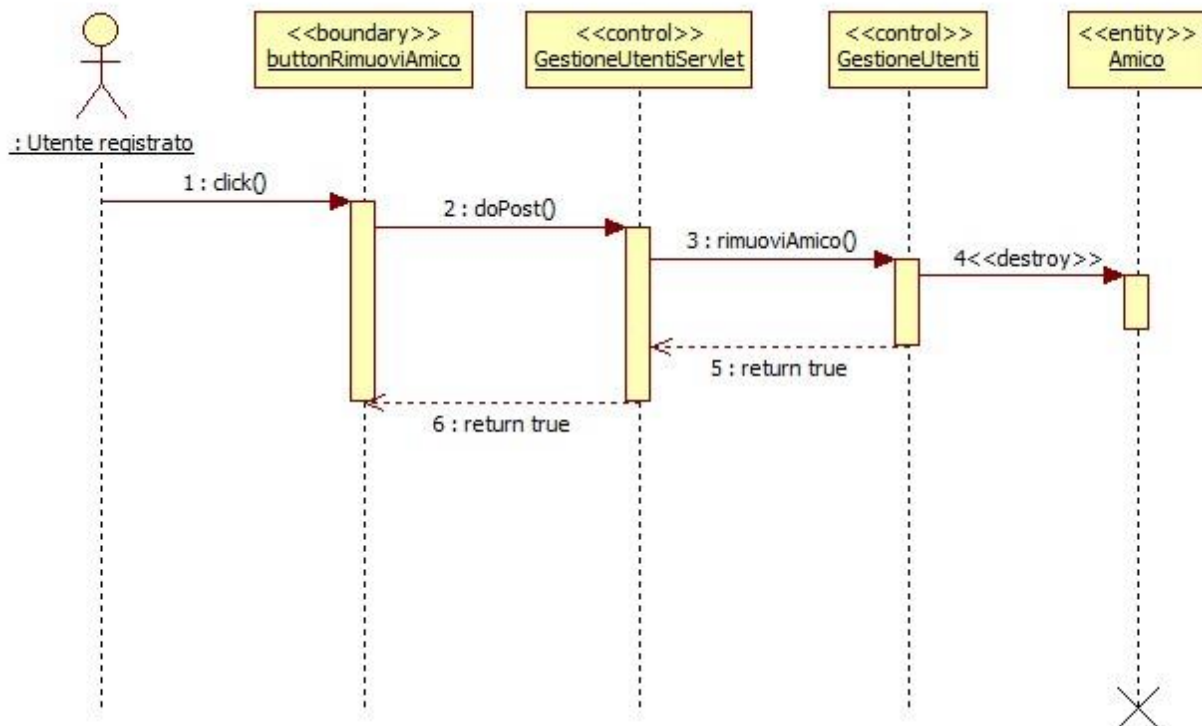 <<boundary>>
buttonRimuoviAmico
<<control>>
GestioneUtentiServlet
<<control>>
GestioneUtenti
<<entity>>
Amico
: Utente registrato
1 : click()
2 : doPost()
3 : rimuoviAmico()
4<<destroy>>
5 : return true
6 : return true